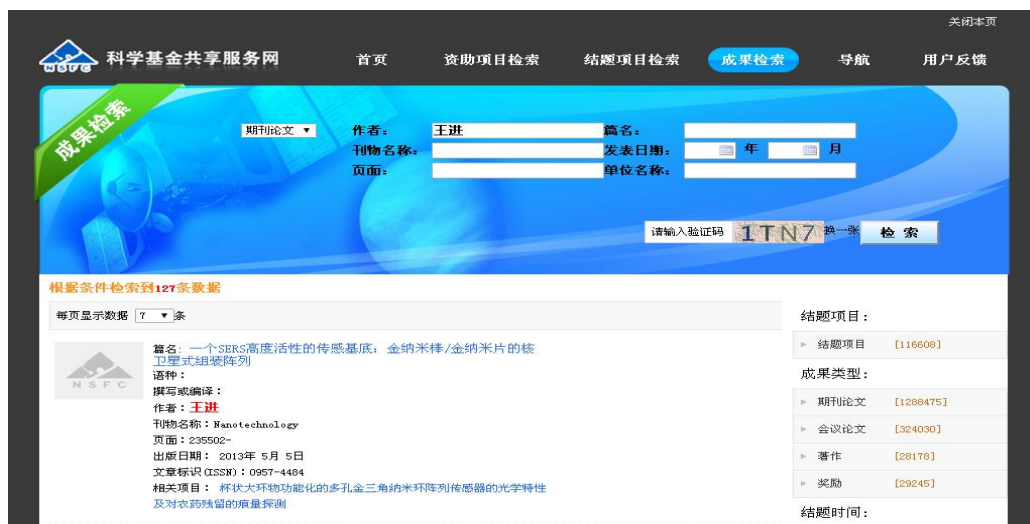 关闭本页
NSFC 科学基金共享服务网 首页 资助项目检索 结题项目检索 成果检索 导航 用户反馈
成果检索
期刊论文 作者: 王进 篇名:
刊物名称: 发表日期: 年 月
页面: 单位名称:
请输入验证码 1TN7 换一张 检 索
根据条件检索到127条数据
每页显示数据 7 条
NSFC
篇名: 一个SERS高度活性的传感基底：金纳米棒/金纳米片的核
卫星式组装阵列
语种：
撰写或编译：
作者：王进
刊物名称：Nanotechnology
页面：235502-
出版日期： 2013年 5月 5日
文章标识(ISSN)：0957-4484
相关项目： 杯状大环物功能化的多孔金三角纳米环阵列传感器的光学特性
及对农药残留的痕量探测
结题项目：
结题项目 [116608]
成果类型：
期刊论文 [1288475]
会议论文 [324030]
著作 [28178]
奖励 [29245]
结题时间：